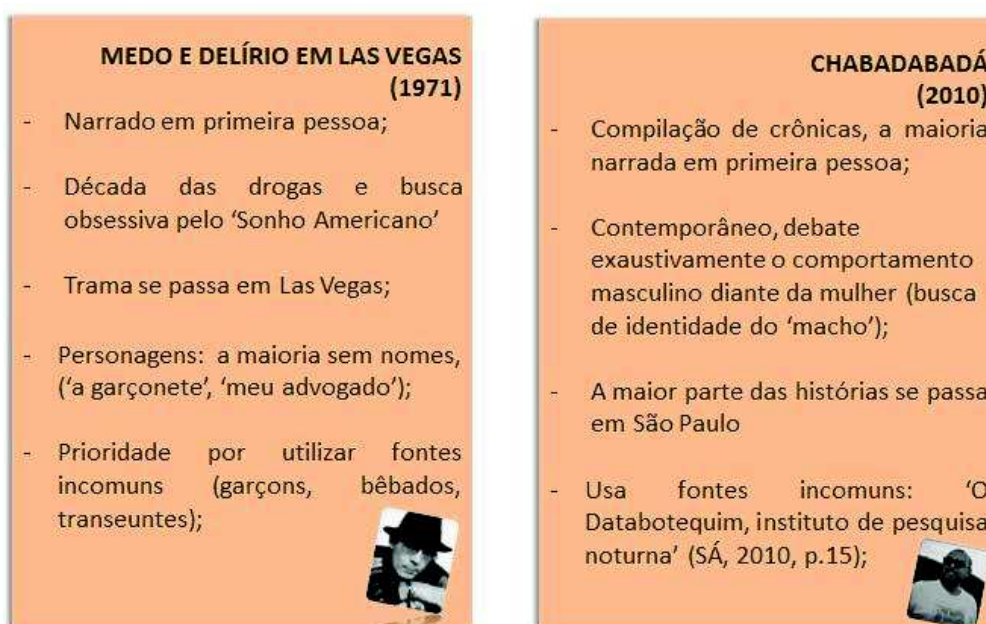 MEDO E DELÍRIO EM LAS VEGAS
(1971)
- Narrado em primeira pessoa;
- Década das drogas e busca
obsessiva pelo ‘Sonho Americano’
- Trama se passa em Las Vegas;
- Personagens: a maioria sem nomes,
(‘a garçonete’, ‘meu advogado’);
- Prioridade por utilizar fontes
incomuns (garçons, bêbados,
transeuntes);
CHABADABADÁ
(2010)
- Compilação de crônicas, a maioria
narrada em primeira pessoa;
- Contemporâneo, debate
exaustivamente o comportamento
masculino diante da mulher (busca
de identidade do ‘macho’);
- A maior parte das histórias se passa
em São Paulo
- Usa fontes incomuns: ‘O
Databotequim, instituto de pesquisa
noturna’ (SÁ, 2010, p.15);